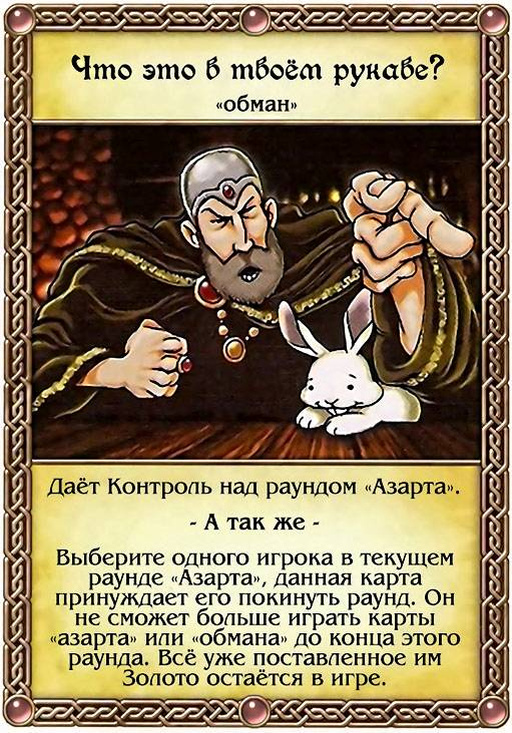 Что это в твоём рукаве?
«обман»
Даёт Контроль над раундом «Азарта».
- А так же -
Выберите одного игрока в текущем
раунде «Азарта», данная карта
принуждает его покинуть раунд. Он
не сможет больше играть карты
«азарта» или «обмана» до конца этого
раунда. Всё уже поставленное им
Золото остаётся в игре.